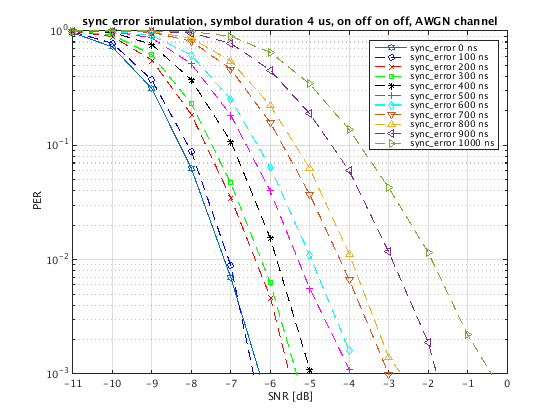 sync error simulation, symbol duration 4 us, on off on off, AWGN channel
10^0
10^-1
10^-2
10^-3
PER
-11 -10 -9 -8 -7 -6 -5 -4 -3 -2 -1 0
SNR [dB]
sync_error 0 ns
sync_error 100 ns
sync_error 200 ns
sync_error 300 ns
sync_error 400 ns
sync_error 500 ns
sync_error 600 ns
sync_error 700 ns
sync_error 800 ns
sync_error 900 ns
sync_error 1000 ns